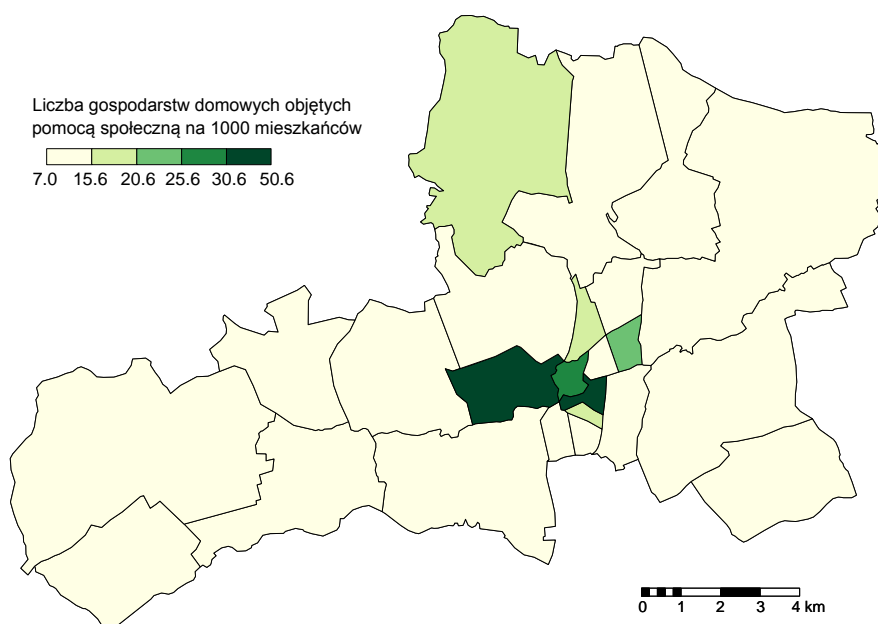 Liczba gospodarstw domowych objętych
pomocą społeczną na 1000 mieszkańców
7.0 15.6 20.6 25.6 30.6 50.6
0 1 2 3 4 km